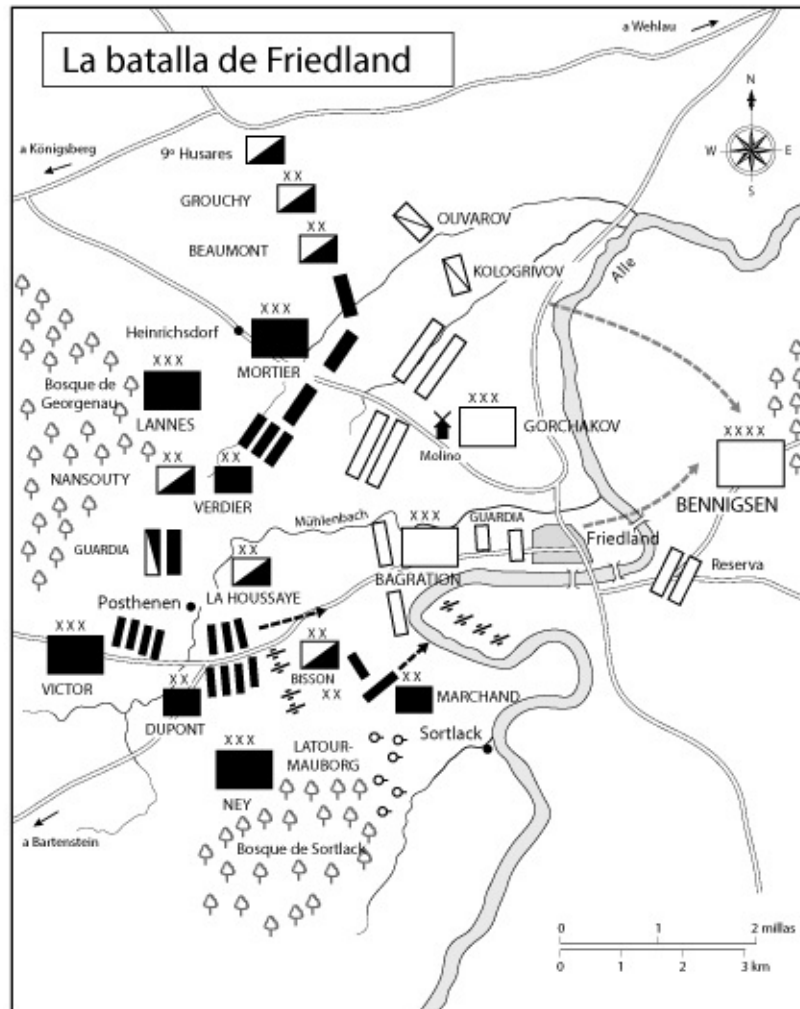 La batalla de Friedland
a Wehlau
N
W
E
S
a Königsberg
9º Husares
X X
GROUCHY
X X
BEAUMONT
OUVAROV
KOLOGRIVOV
Alle
Heinrichsdorf
X X X
MORTIER
Bosque de
Georgenau
X X X
LANNES
X X X
GORCHAKOV
Molino
X X X X
BENNIGSEN
X X
NANSOUTY
X X
VERDIER
Mühlenbach
X X X
BAGRATION
GUARDIA
Friedland
Reserva
GUARDIA
X X
LA HOUSSAYE
Posthenen
X X X
VICTOR
X X
DUPONT
X X
BISSON
X X
X X
MARCHAND
Sortlack
X X X
NEY
LATOUR-
MAUBORG
Bosque de Sortlack
a Bartenstein
0 1 2 millas
0 1 2 3 km